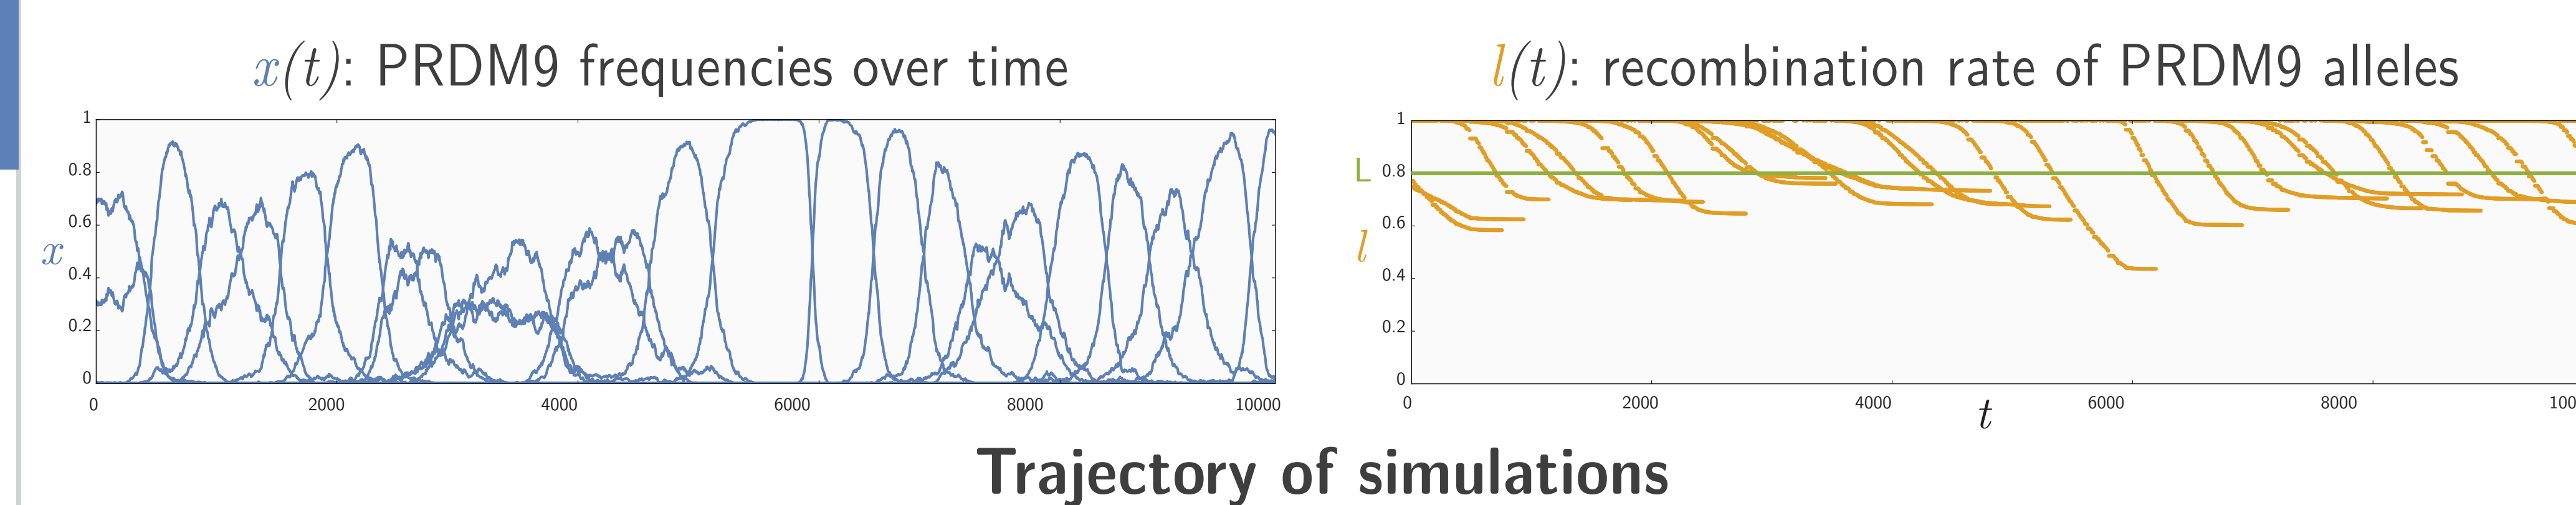 x(t): PRDM9 frequencies over time
1
0.8
0.6
x
0.4
0.2
0
0 2000 4000 6000 8000 10000
l(t): recombination rate of PRDM9 alleles
1
L 0.8
0.6
l
0.4
0.2
0
0 2000 4000 6000 8000 100
t
Trajectory of simulations